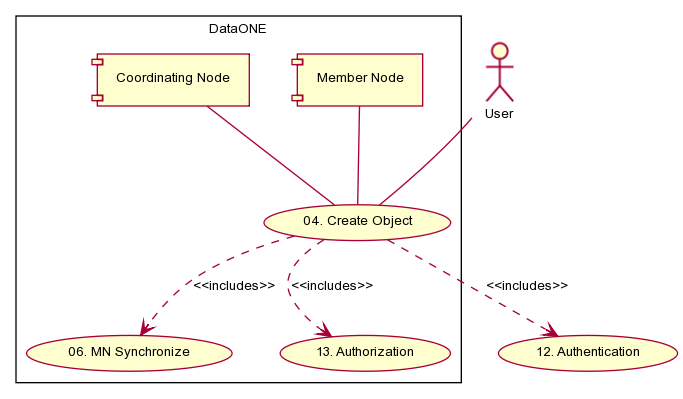 DataONE
Coordinating Node
Member Node
User
04. Create Object
<<includes>>
<<includes>>
<<includes>>
06. MN Synchronize
13. Authorization
12. Authentication